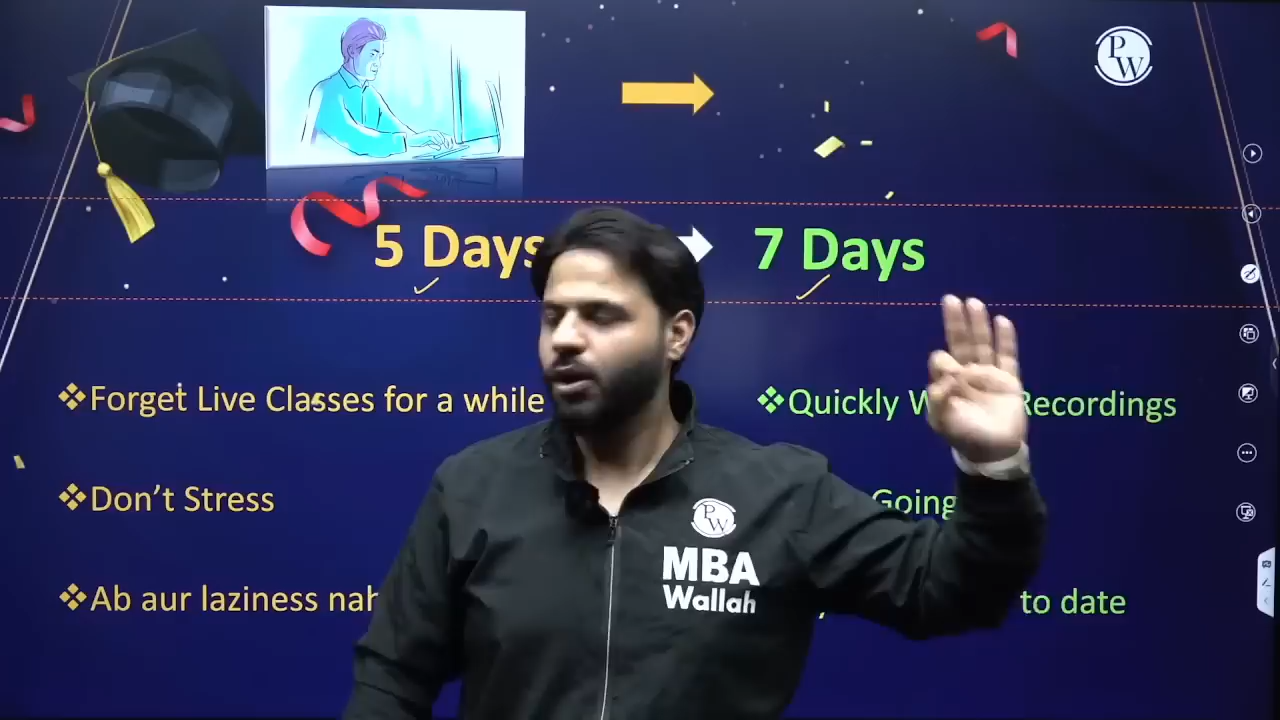 PW
5 Days
7 Days
Forget Live Classes for a while
Quickly Recordings
Don't Stress
Going
Ab aur laziness
to date
PW
MBA
Wallah